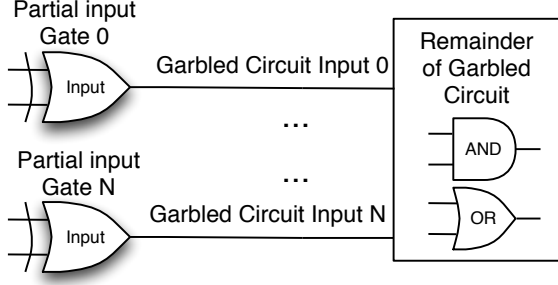 Partial input
Gate 0
Input
Garbled Circuit Input 0
...
Remainder
of Garbled
Circuit
AND
OR
...
Partial input
Gate N
Input
Garbled Circuit Input N